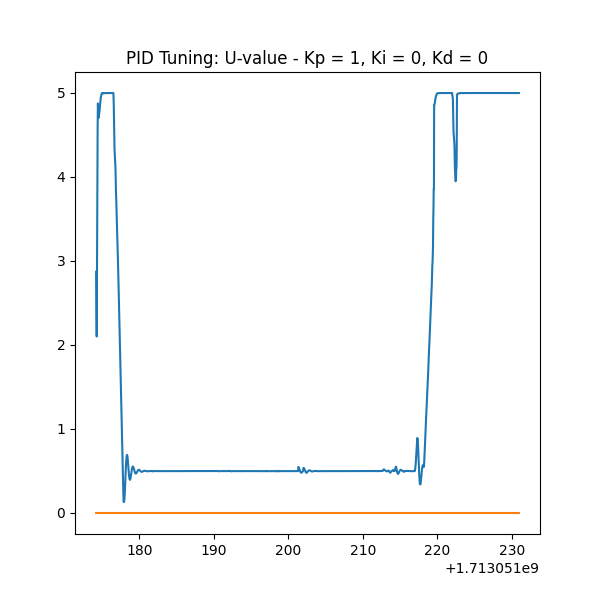 PID Tuning: U-value - Kp = 1, Ki = 0, Kd = 0
5
4
3
2
1
0
180 190 200 210 220 230
+1.713051e9